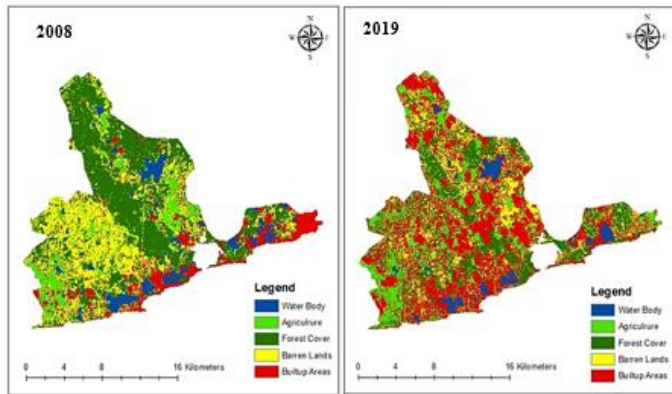 2008
N
W E
S
Legend
Water Body
Agriculrure
Forest Cover
Barren Lands
Builtup Areas
0 4 8 16 Kilometers
2019
N
W E
S
Legend
Water Body
Agriculrure
Forest Cover
Barren Lands
Builtup Areas
0 4 8 16 Kilometers